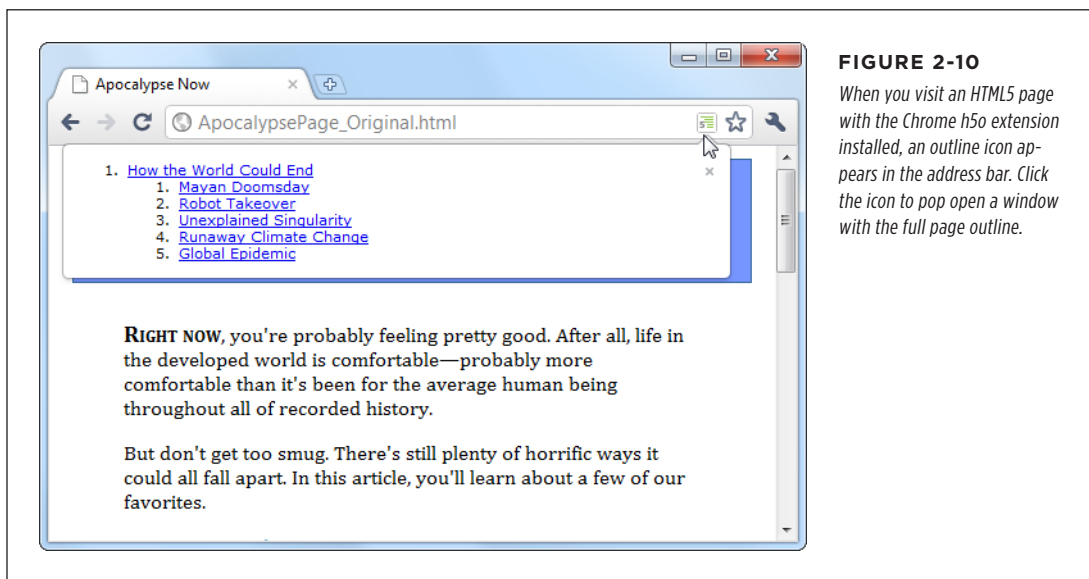 Apocalypse Now
ApocalypsePage_Original.html
1. How the World Could End
1. Mayan Doomsday
2. Robot Takeover
3. Unexplained Singularity
4. Runaway Climate Change
5. Global Epidemic
RIGHT NOW, you're probably feeling pretty good. After all, life in
the developed world is comfortable—probably more
comfortable than it's been for the average human being
throughout all of recorded history.
But don't get too smug. There's still plenty of horrific ways it
could all fall apart. In this article, you'll learn about a few of our
favorites.
FIGURE 2-10
When you visit an HTML5 page
with the Chrome h5o extension
installed, an outline icon ap-
pears in the address bar. Click
the icon to pop open a window
with the full page outline.